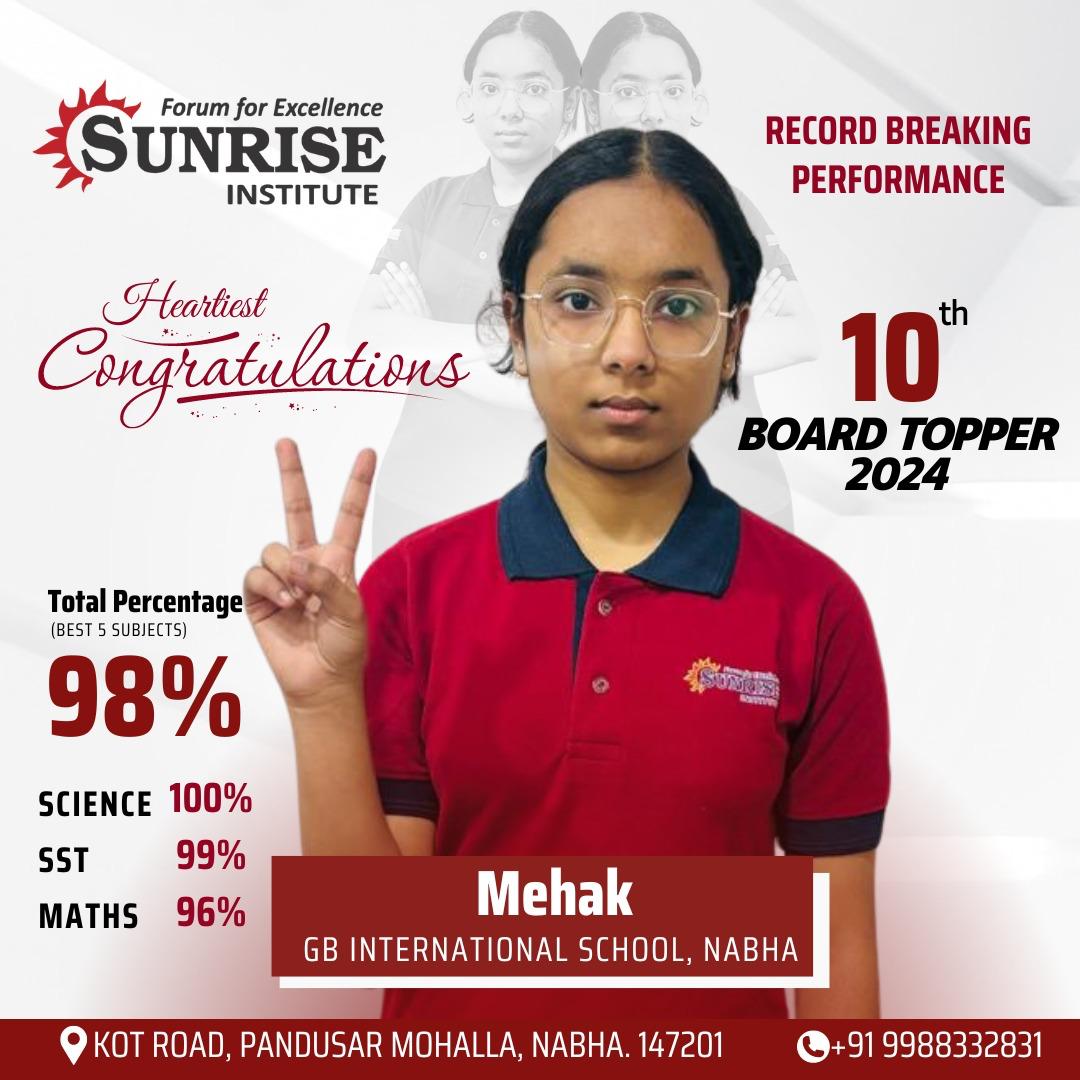 Forum for Excellence
SUNRISE
INSTITUTE
RECORD BREAKING
PERFORMANCE
Heartiest
Congratulations
10th
BOARD TOPPER
2024
Total Percentage
(BEST 5 SUBJECTS)
98%
SCIENCE 100%
SST 99%
MATHS 96%
SUNRISE
Mehak
GB INTERNATIONAL SCHOOL, NABHA
KOT ROAD, PANDUSAR MOHALLA, NABHA. 147201
+91 9988332831